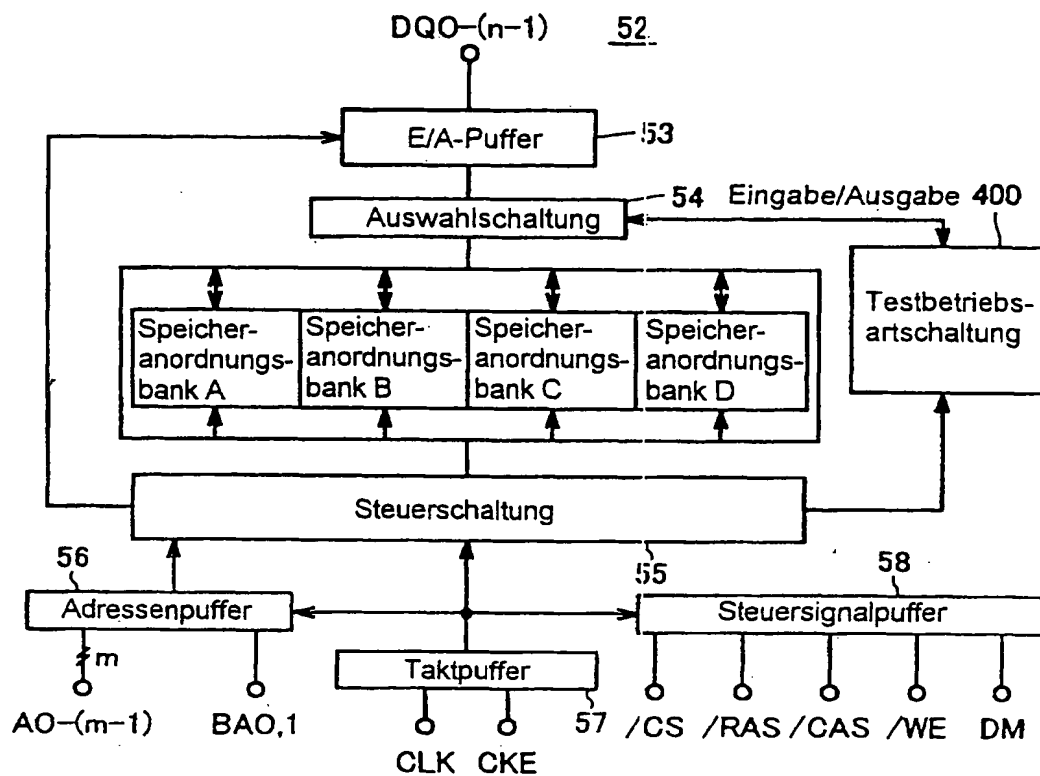 DQ0-(n-1) 52
E/A-Puffer 53
54 Eingabe/Ausgabe 400
Auswahlschaltung
Testbetriebs-
artschaltung
Speicher-
anordnungs-
bank A
Speicher-
anordnungs-
bank B
Speicher-
anordnungs-
bank C
Speicher-
anordnungs-
bank D
Steuerschaltung
56 55 58
Adressenpuffer
Steuersignalpuffer
m
Taktpuffer
57
A0-(m-1) BA0,1
CLK CKE
/CS /RAS /CAS /WE DM